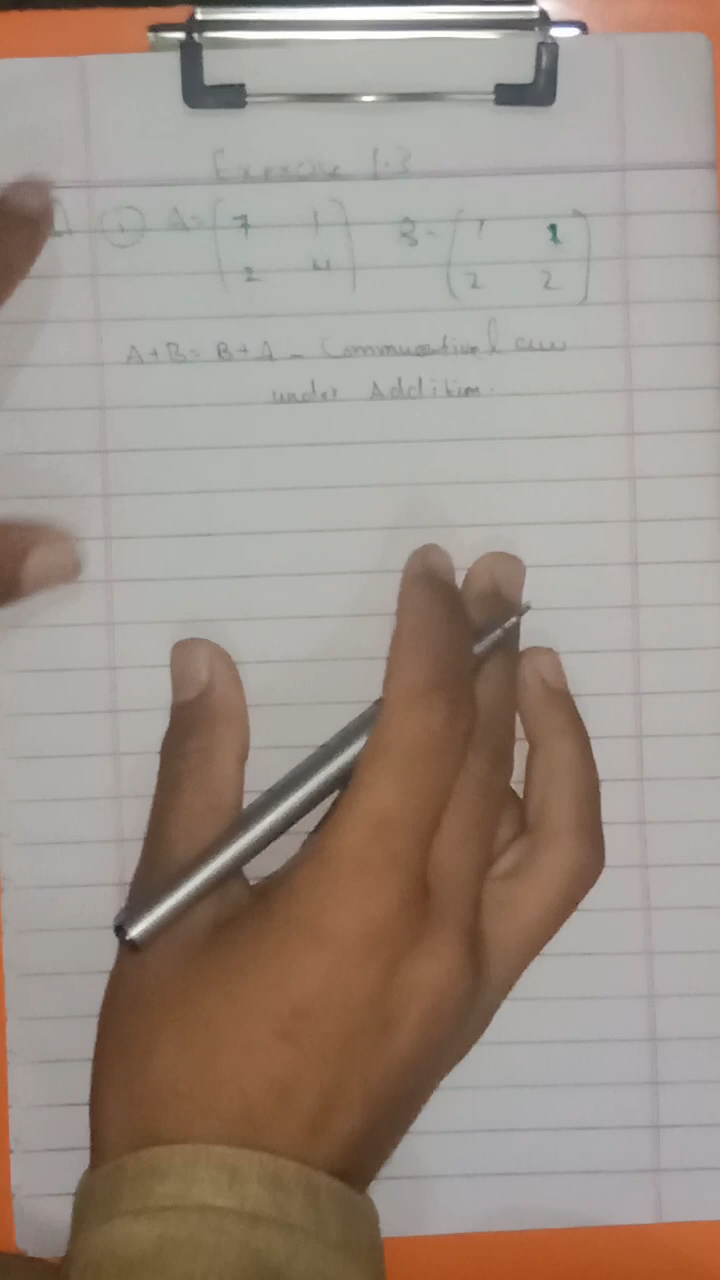 Exercise 1.3
① A = ( 7 1 B = ( 1 1
2 4 ) 2 2 )
A+B = B+A - Commutative law
under Addition.